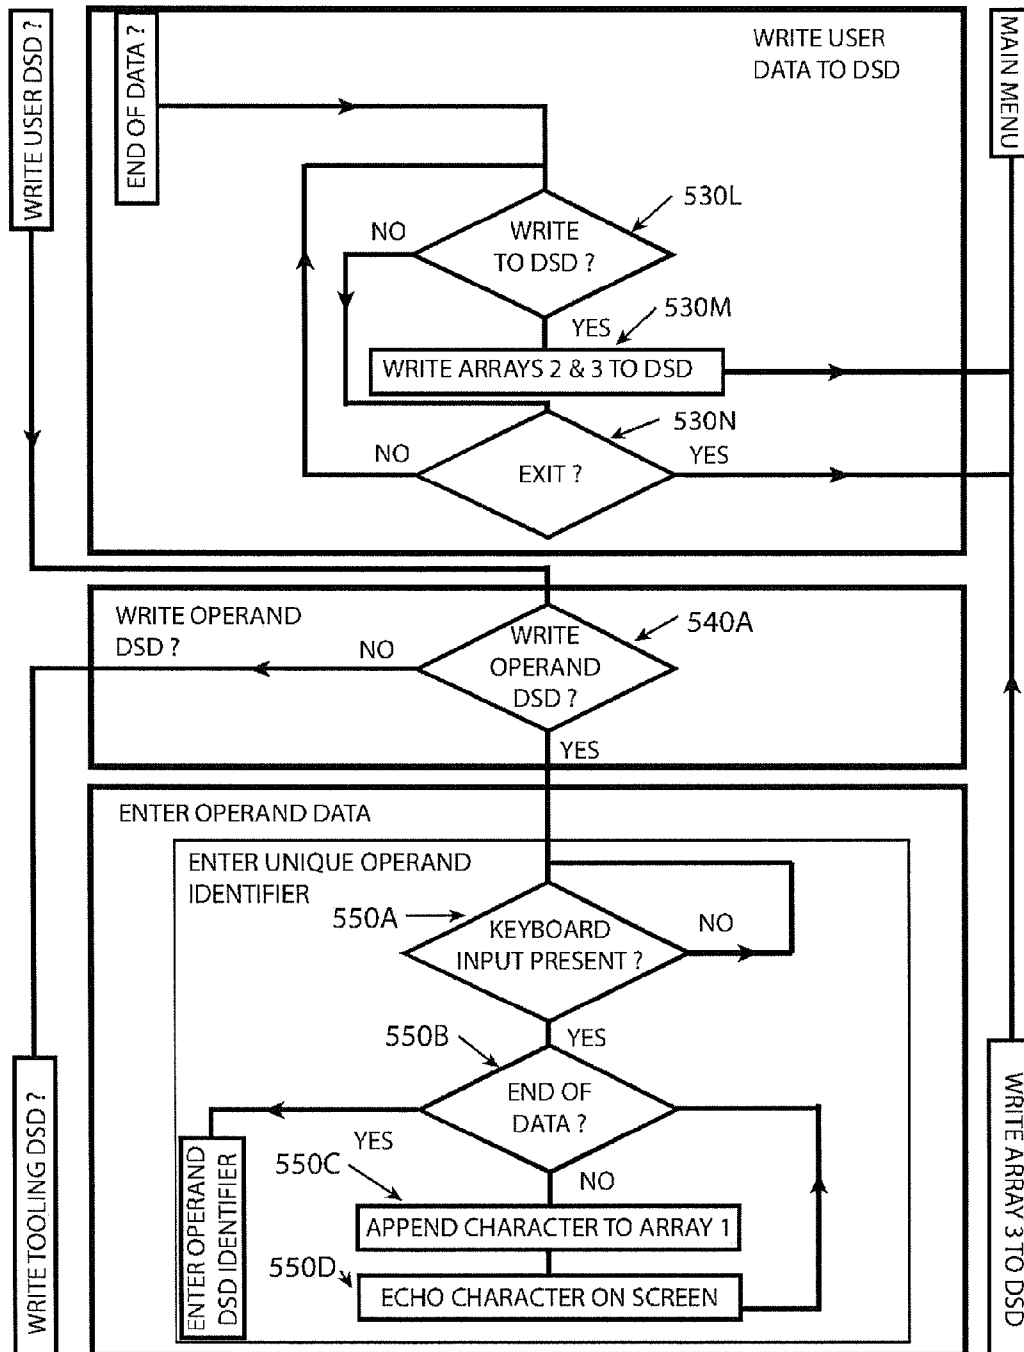 WRITE USER DSD ?
END OF DATA ?
WRITE USER
DATA TO DSD
MAIN MENU
530L
NO
WRITE
TO DSD ?
530M
YES
WRITE ARRAYS 2 & 3 TO DSD
530N
NO
YES
EXIT ?
WRITE OPERAND
DSD ?
540A
NO
WRITE
OPERAND
DSD ?
YES
ENTER OPERAND DATA
ENTER UNIQUE OPERAND
IDENTIFIER
550A
KEYBOARD
INPUT PRESENT ?
NO
550B
YES
END OF
DATA ?
YES
550C
NO
APPEND CHARACTER TO ARRAY 1
550D
ECHO CHARACTER ON SCREEN
ENTER OPERAND
DSD IDENTIFIER
WRITE TOOLING DSD ?
WRITE ARRAY 3 TO DSD